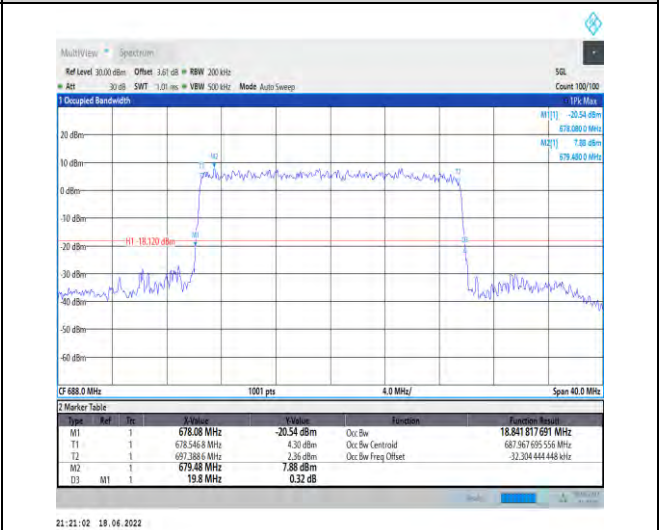 MultiView Spectrum
Ref Level 30.00 dBm Offset 3.61 dB RBW 200 kHz SGL
Att 30 dB SWT 1.01 ms VBW 500 kHz Mode Auto Sweep Count 100/100
1 Occupied Bandwidth 1Pk Max
M1[1] -20.54 dBm
678.080 0 MHz
M2[1] 7.88 dBm
679.480 0 MHz
20 dBm
10 dBm
0 dBm
-10 dBm
-20 dBm
-30 dBm
-40 dBm
-50 dBm
-60 dBm
H1 -18.120 dBm
T1
M2
T2
M1
D3
CF 688.0 MHz 1001 pts 4.0 MHz/ Span 40.0 MHz
2 Marker Table
Type Ref Trc X-Value Y-Value Function Function Result
M1 1 678.08 MHz -20.54 dBm Occ Bw 18.841 817 691 MHz
T1 1 678.546 8 MHz 4.30 dBm Occ Bw Centroid 687.967 695 556 MHz
T2 1 697.388 6 MHz 2.36 dBm Occ Bw Freq Offset -32.304 444 448 kHz
M2 1 679.48 MHz 7.88 dBm
D3 M1 1 19.8 MHz 0.32 dB
21:21:02 18.06.2022